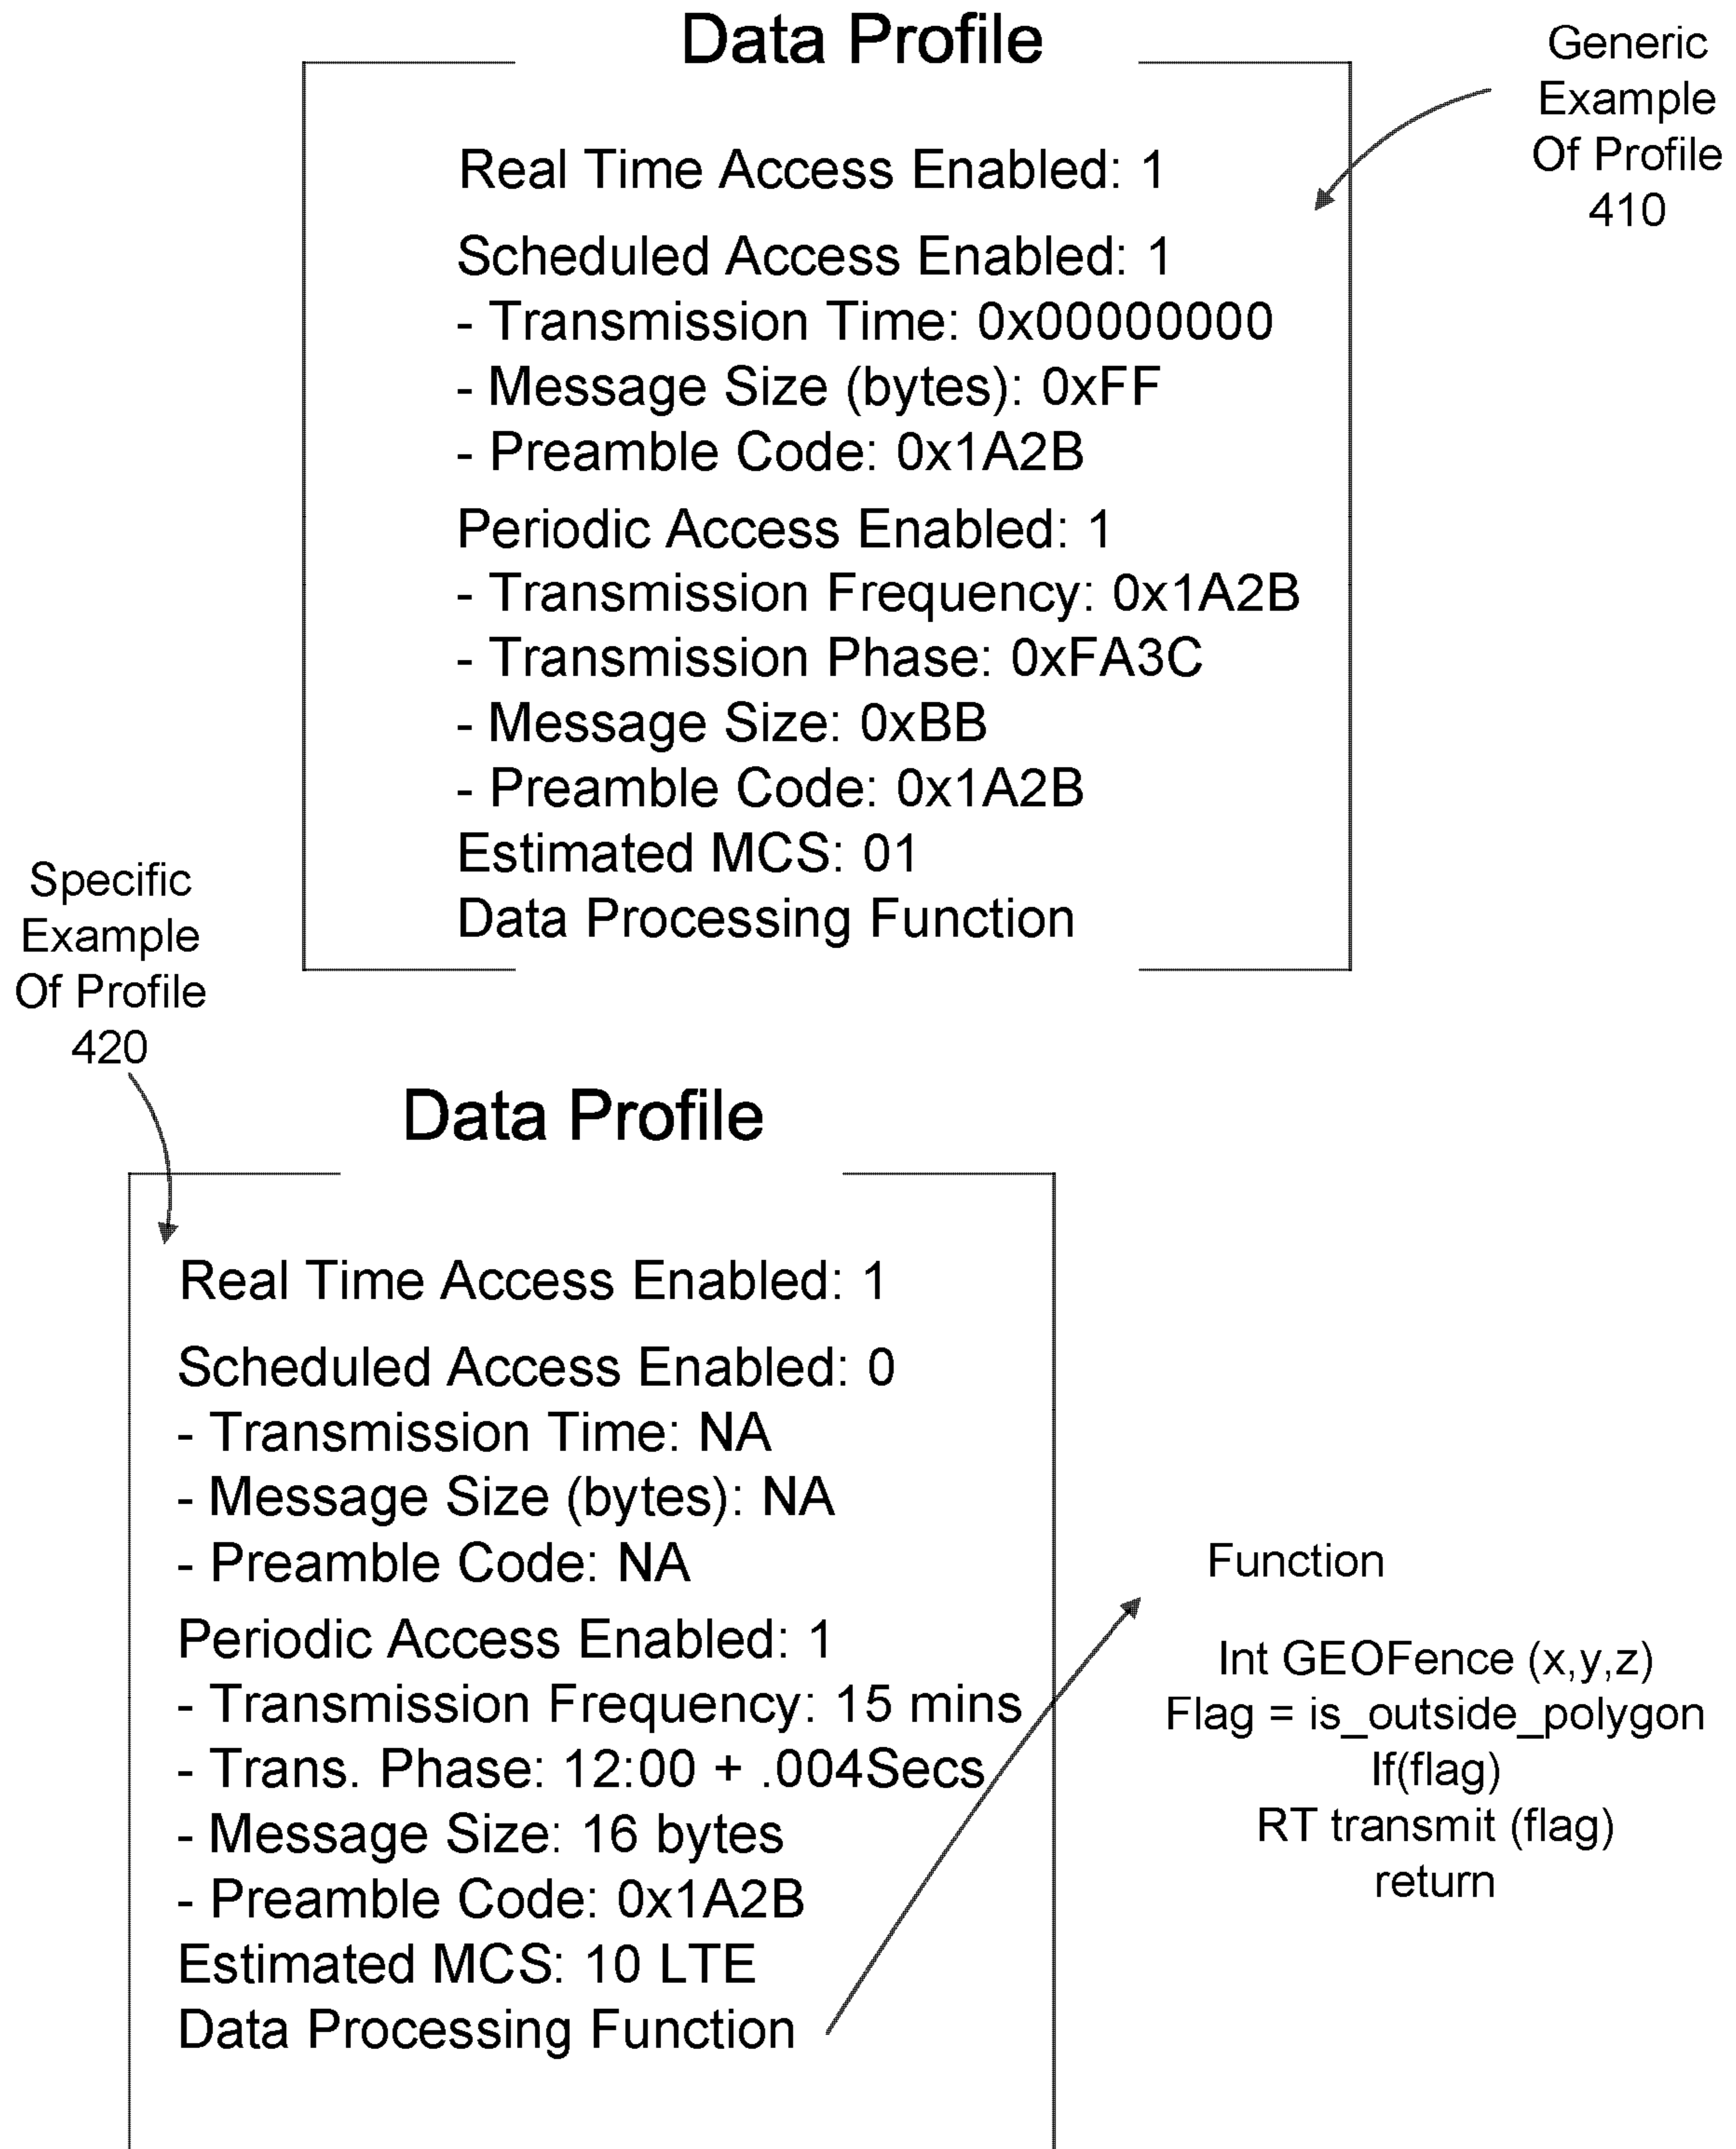 Data Profile
Generic
Example
Of Profile
410
Real Time Access Enabled: 1
Scheduled Access Enabled: 1
- Transmission Time: 0x00000000
- Message Size (bytes): 0xFF
- Preamble Code: 0x1A2B
Periodic Access Enabled: 1
- Transmission Frequency: 0x1A2B
- Transmission Phase: 0xFA3C
- Message Size: 0xBB
- Preamble Code: 0x1A2B
Estimated MCS: 01
Data Processing Function
Specific
Example
Of Profile
420
Data Profile
Real Time Access Enabled: 1
Scheduled Access Enabled: 0
- Transmission Time: NA
- Message Size (bytes): NA
- Preamble Code: NA
Periodic Access Enabled: 1
- Transmission Frequency: 15 mins
- Trans. Phase: 12:00 + .004Secs
- Message Size: 16 bytes
- Preamble Code: 0x1A2B
Estimated MCS: 10 LTE
Data Processing Function
Function
Int GEOFence (x,y,z)
Flag = is_outside_polygon
If(flag)
RT transmit (flag)
return